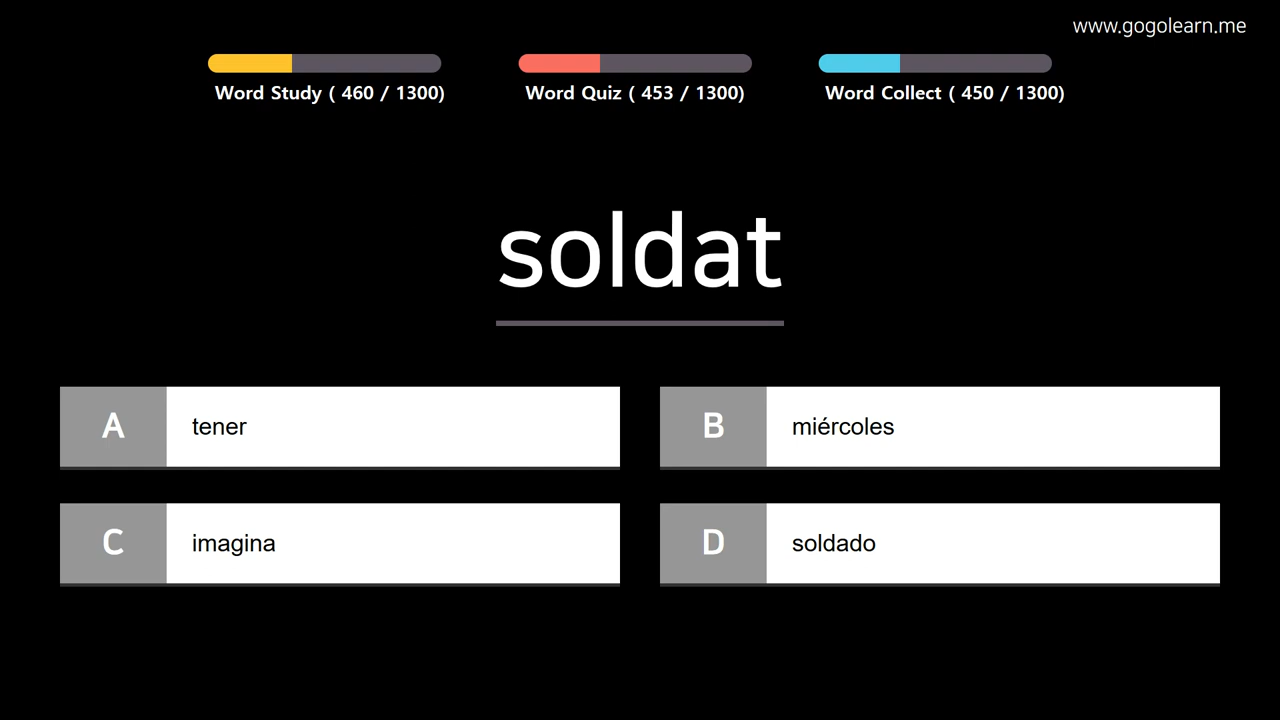 www.gogolearn.me
Word Study ( 460 / 1300)
Word Quiz ( 453 / 1300)
Word Collect ( 450 / 1300)
soldat
A tener
B miércoles
C imagina
D soldado